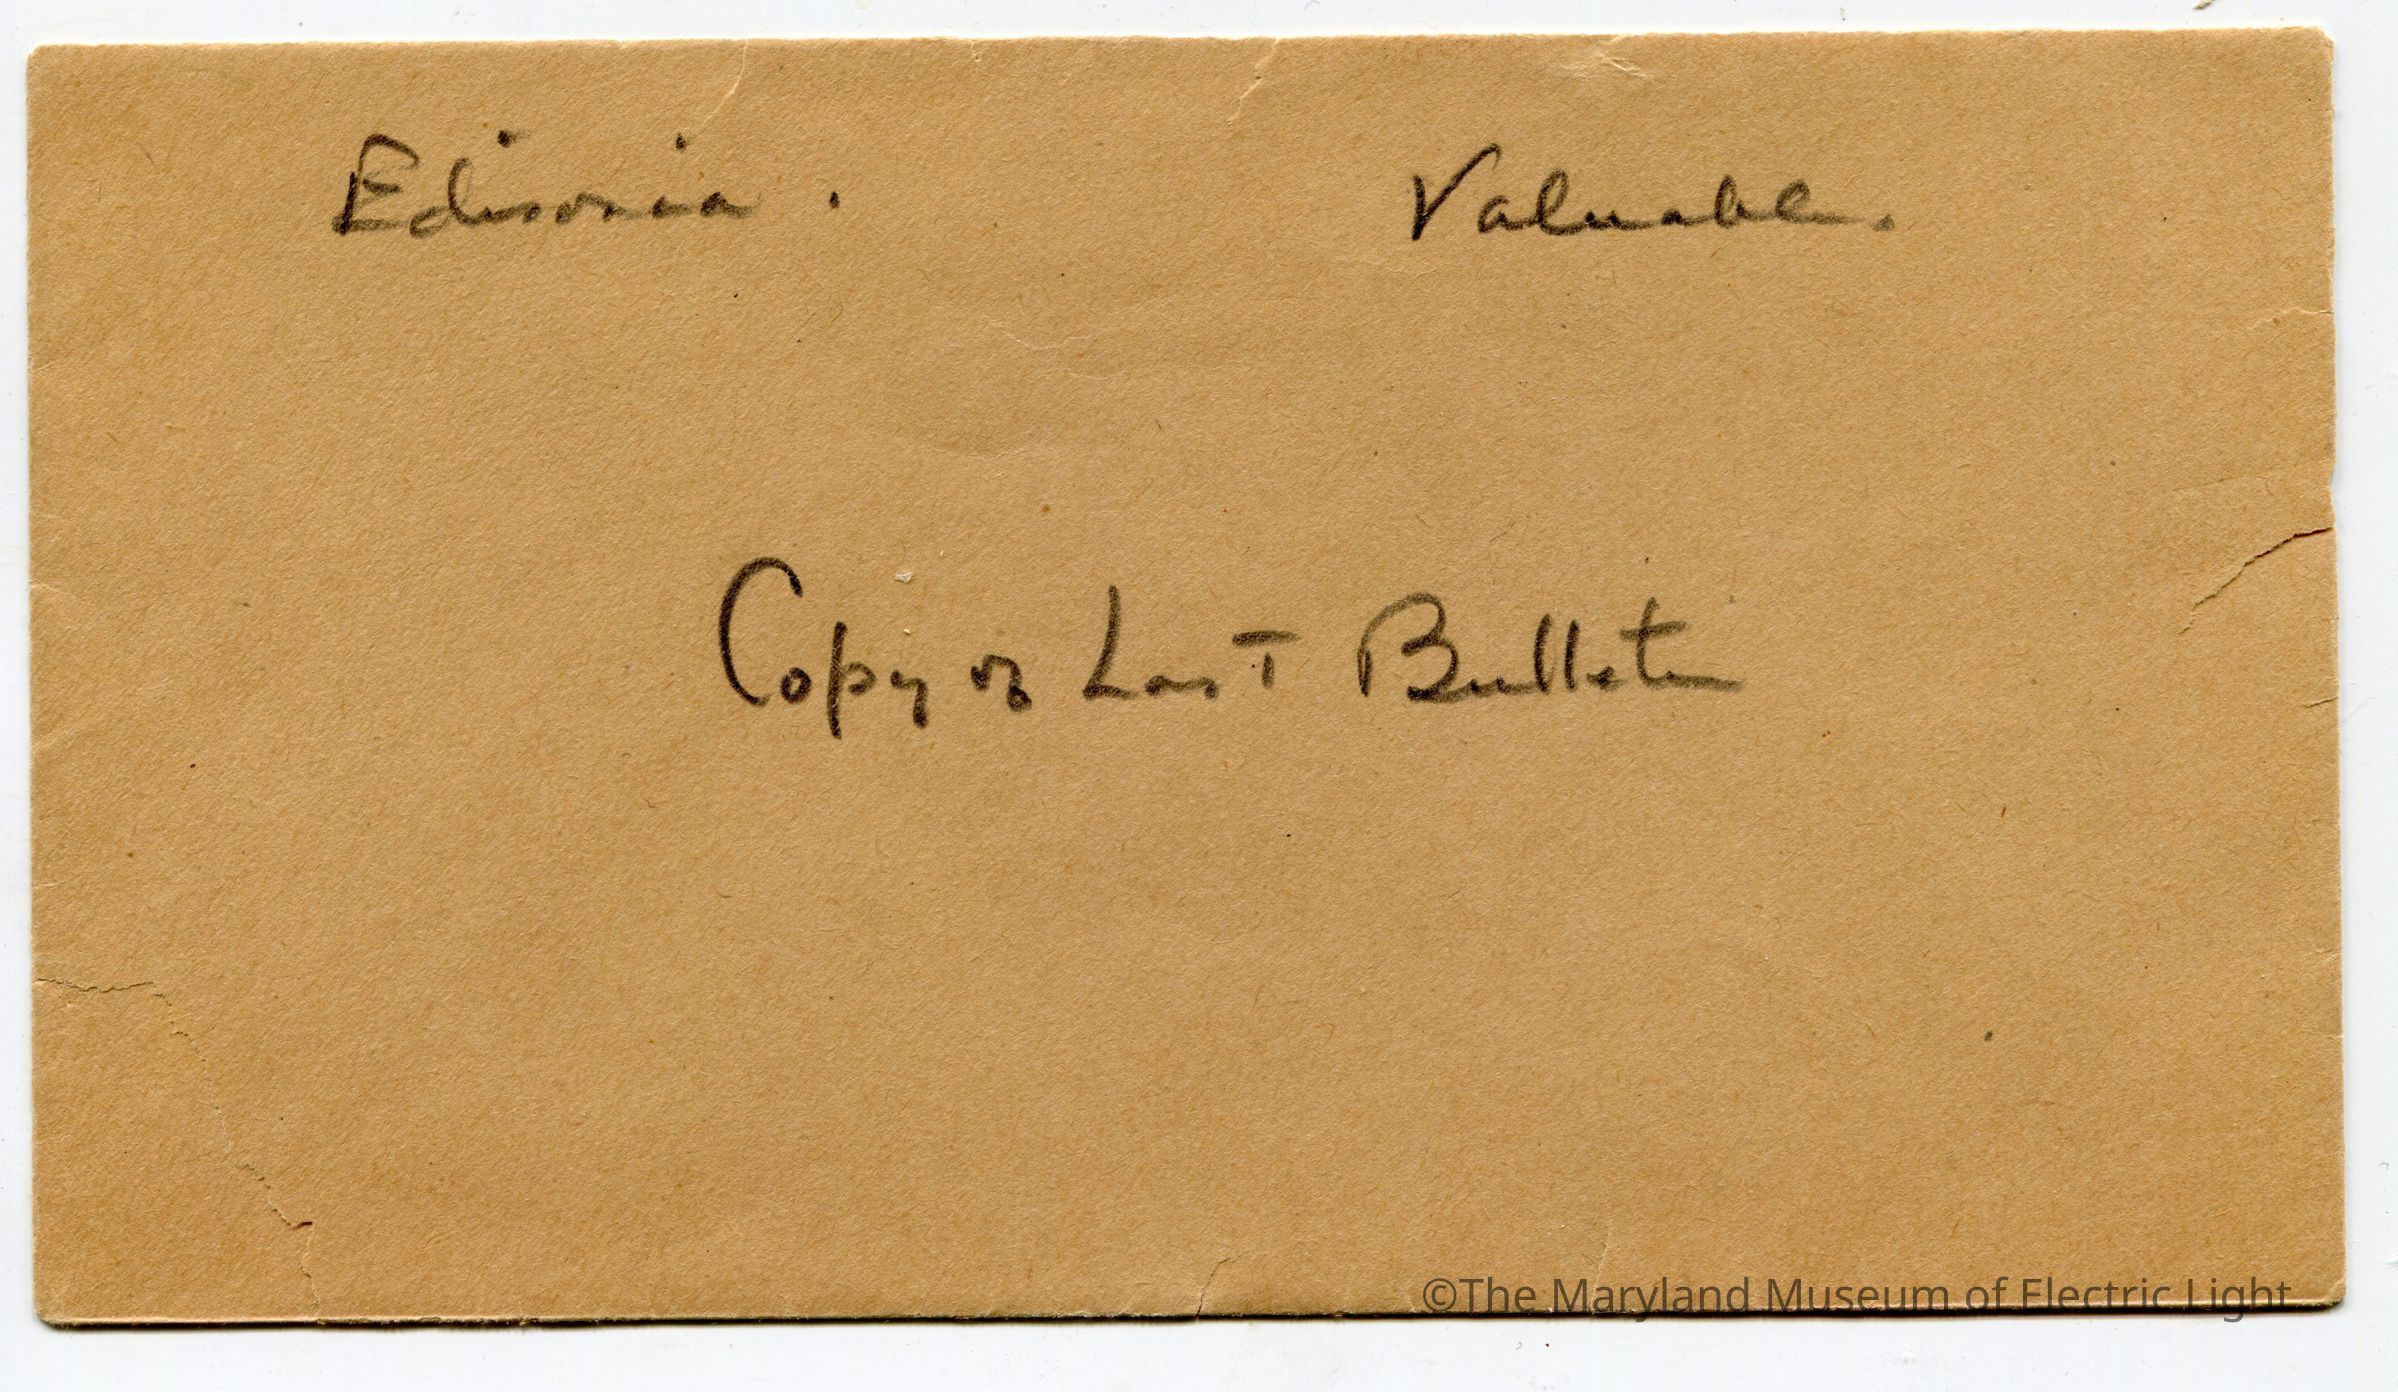 Edisonia. Valuable.
Copy of Last Bulletin
©The Maryland Museum of Electric Light